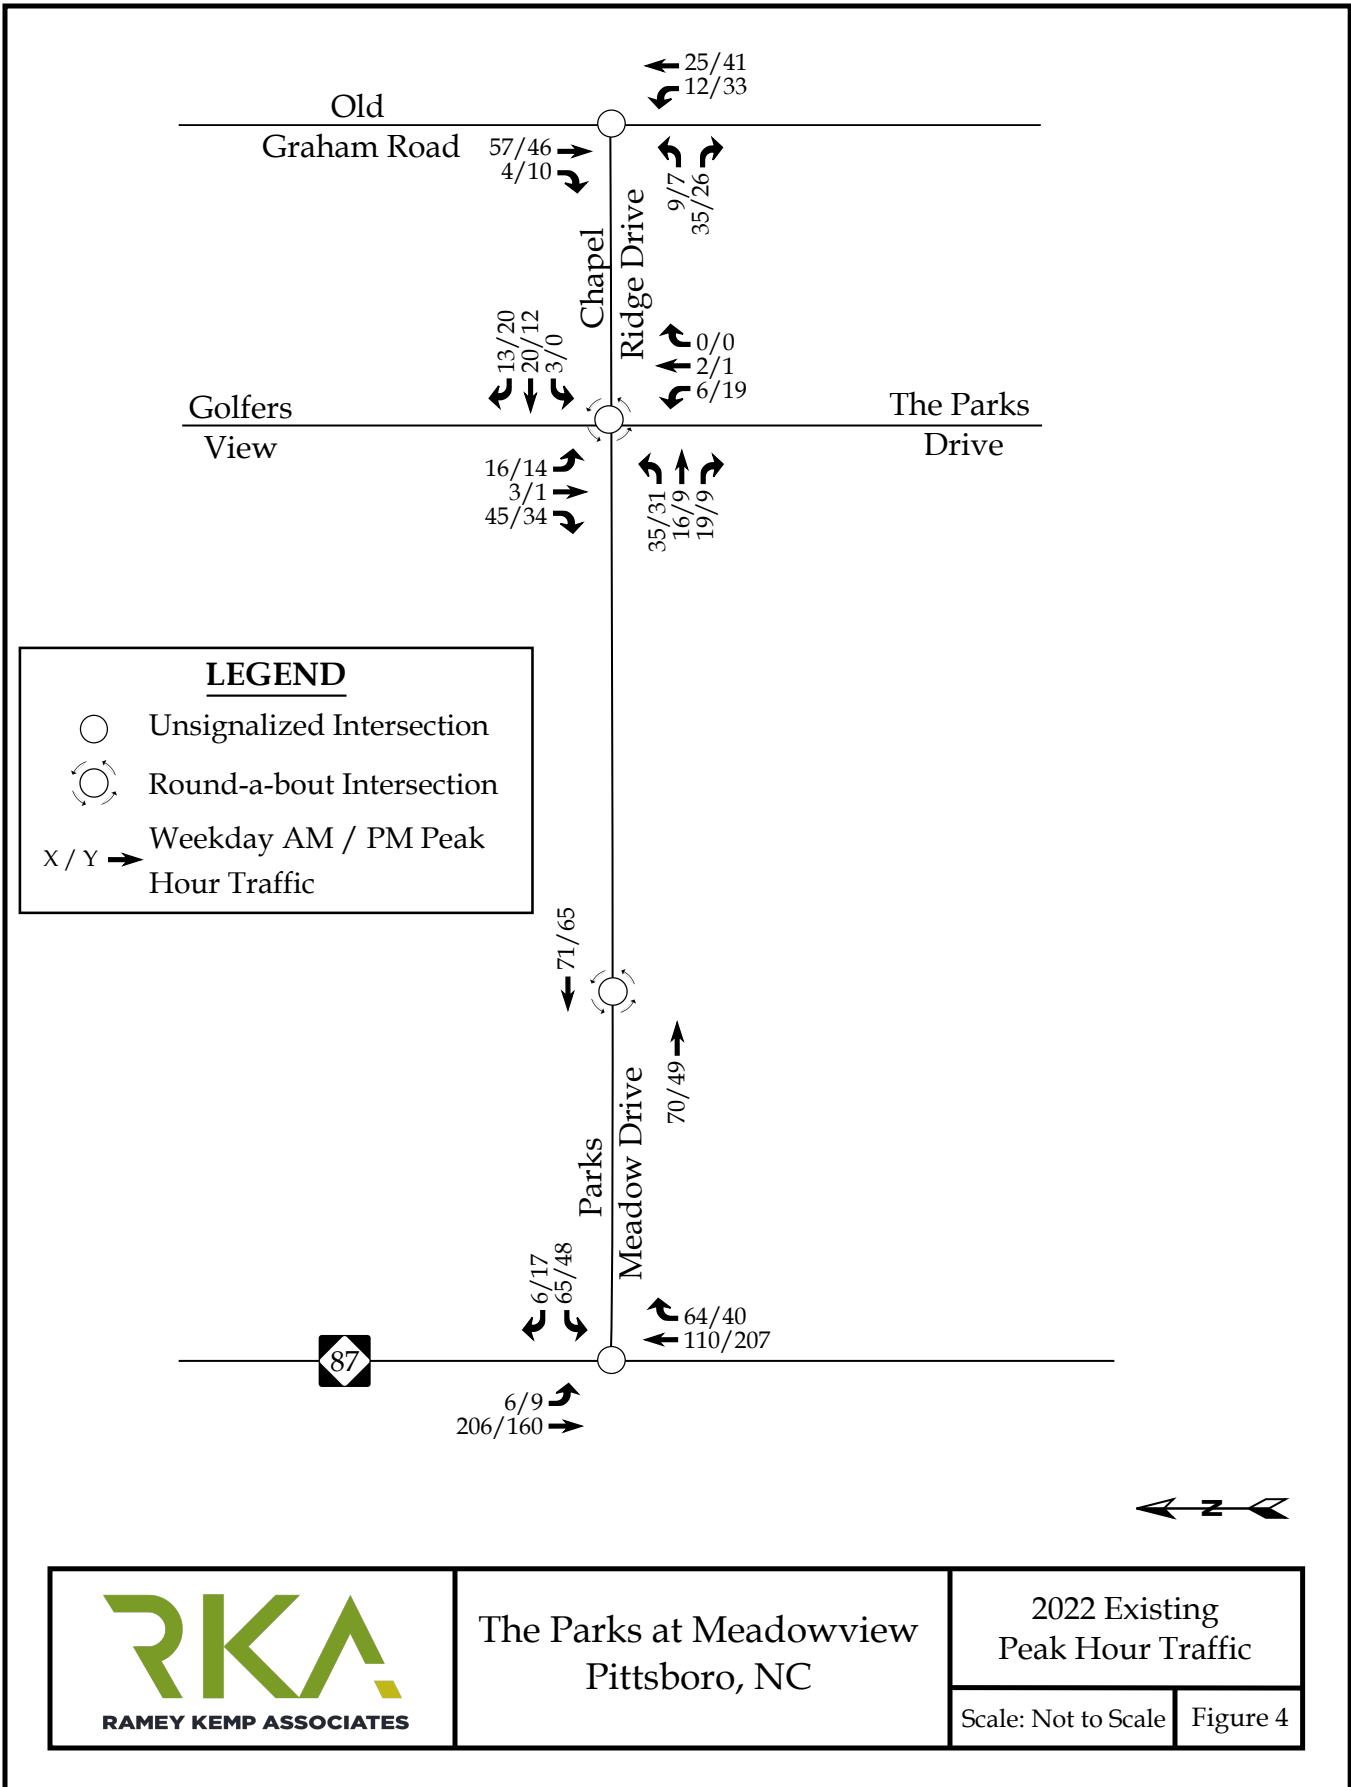 25/41
12/33
Old
Graham Road
57/46
4/10
9/7
35/26
Chapel
Ridge Drive
13/20
20/12
3/0
0/0
2/1
6/19
Golfers
View
The Parks
Drive
16/14
3/1
45/34
35/31
16/9
19/9
LEGEND
Unsignalized Intersection
Round-a-bout Intersection
X / Y
Weekday AM / PM Peak
Hour Traffic
71/65
70/49
Parks
Meadow Drive
6/17
65/48
64/40
110/207
87
6/9
206/160
N
RKA
RAMEY KEMP ASSOCIATES
The Parks at Meadowview
Pittsboro, NC
2022 Existing
Peak Hour Traffic
Scale: Not to Scale
Figure 4